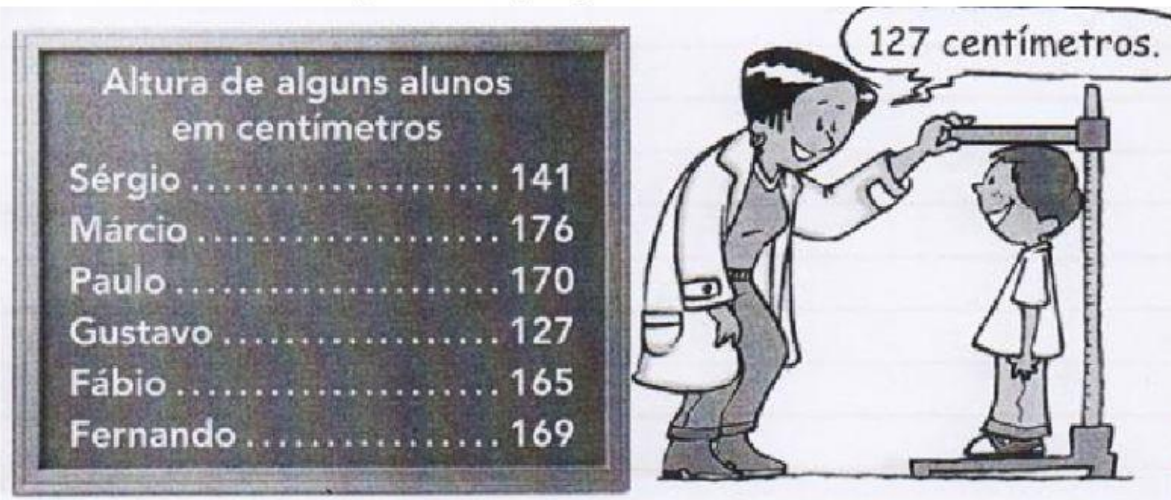 Altura de alguns alunos
em centímetros
Sérgio .................... 141
Márcio .................... 176
Paulo ...................... 170
Gustavo .................. 127
Fábio ...................... 165
Fernando ................ 169
127 centímetros.